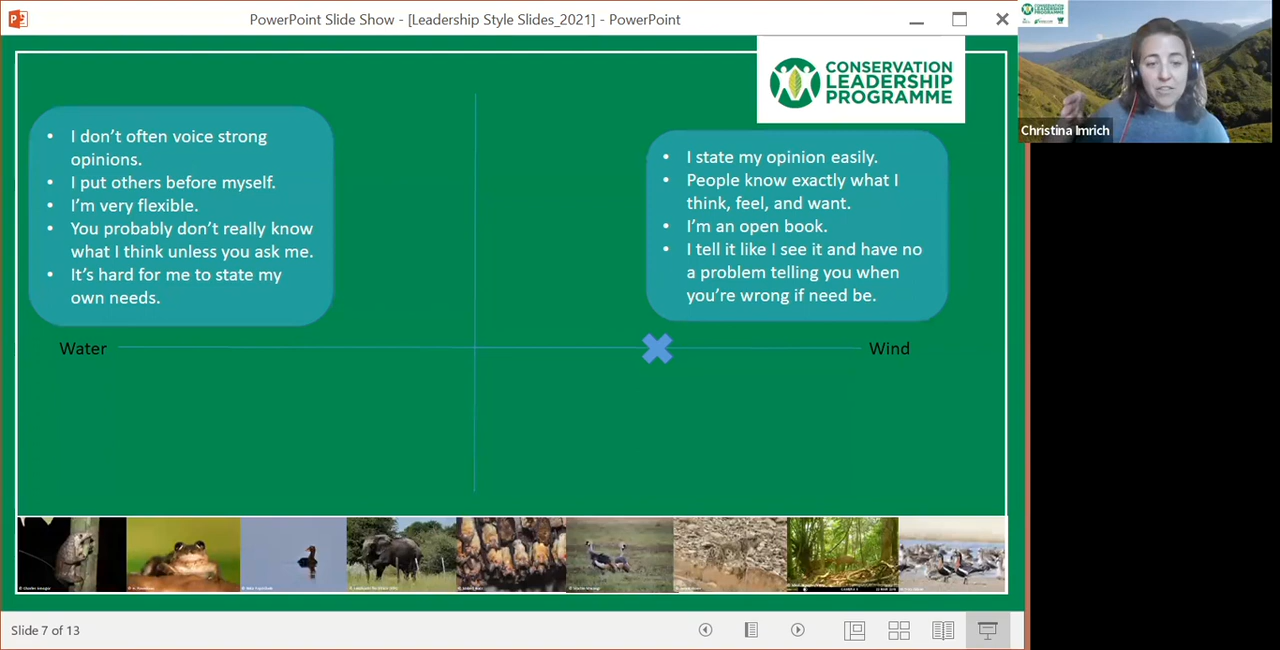 PowerPoint Slide Show - [Leadership Style Slides_2021] - PowerPoint
CONSERVATION
LEADERSHIP
PROGRAMME
Christina Imrich
CONSERVATION
LEADERSHIP
PROGRAMME
• I don't often voice strong
opinions.
• I put others before myself.
• I'm very flexible.
• You probably don't really know
what I think unless you ask me.
• It's hard for me to state my
own needs.
• I state my opinion easily.
• People know exactly what I
think, feel, and want.
• I'm an open book.
• I tell it like I see it and have no
a problem telling you when
you're wrong if need be.
Water
Wind
Slide 7 of 13